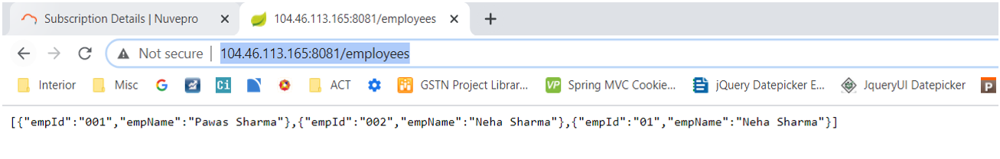 Subscription Details | Nuvepro 104.46.113.165:8081/employees
Not secure 104.46.113.165:8081/employees
Interior Misc G Ci ACT GSTN Project Librar... VP Spring MVC Cookie... jQuery Datepicker E... JqueryUI Datepicker P
[{"empId":"001","empName":"Pawas Sharma"},{"empId":"002","empName":"Neha Sharma"},{"empId":"01","empName":"Neha Sharma"}]